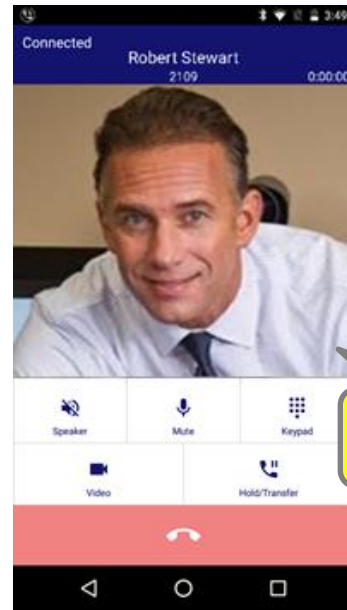 3:49
Connected
Robert Stewart
2109 0:00:00
Speaker Mute Keypad
Video Hold/Transfer